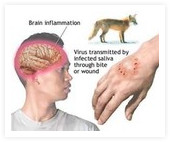 Brain inflammation
Virus transmitted by
infected saliva
through bite
or wound